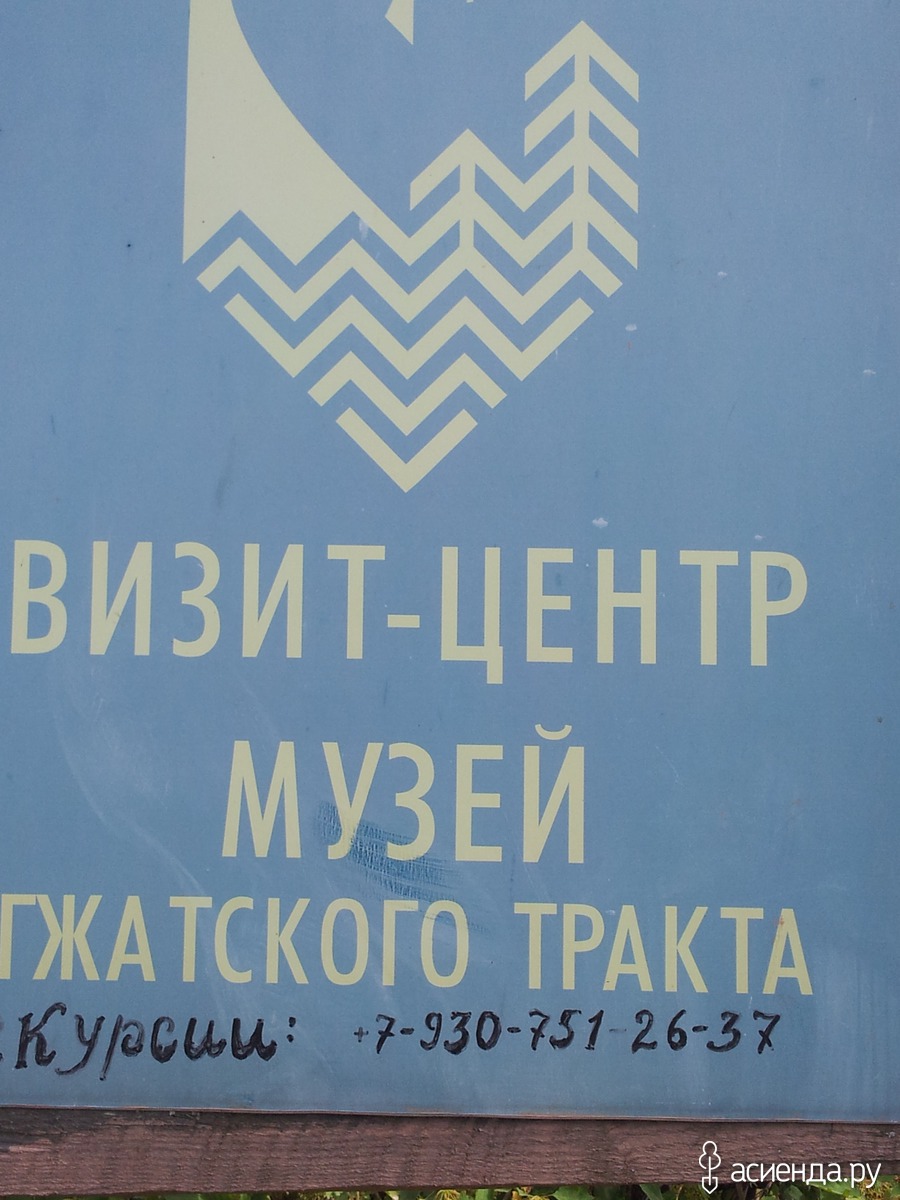 ВИЗИТ-ЦЕНТР
МУЗЕЙ
ГЖАТСКОГО ТРАКТА
курсии: +7-930-751-26-37
асиенда.ру